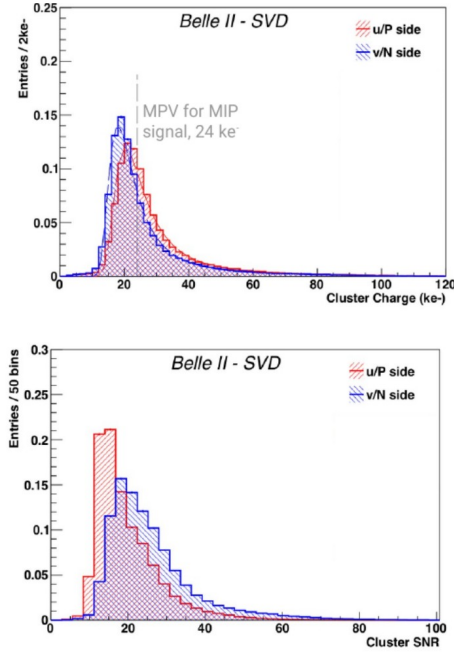 Belle II - SVD
Entries / 2ke-
0.25
0.2
0.15
0.1
0.05
0
u/P side
v/N side
MPV for MIP
signal, 24 ke-
0 20 40 60 80 100 120
Cluster Charge (ke-)
Belle II - SVD
Entries / 50 bins
0.3
0.25
0.2
0.15
0.1
0.05
0
u/P side
v/N side
0 20 40 60 80 100
Cluster SNR